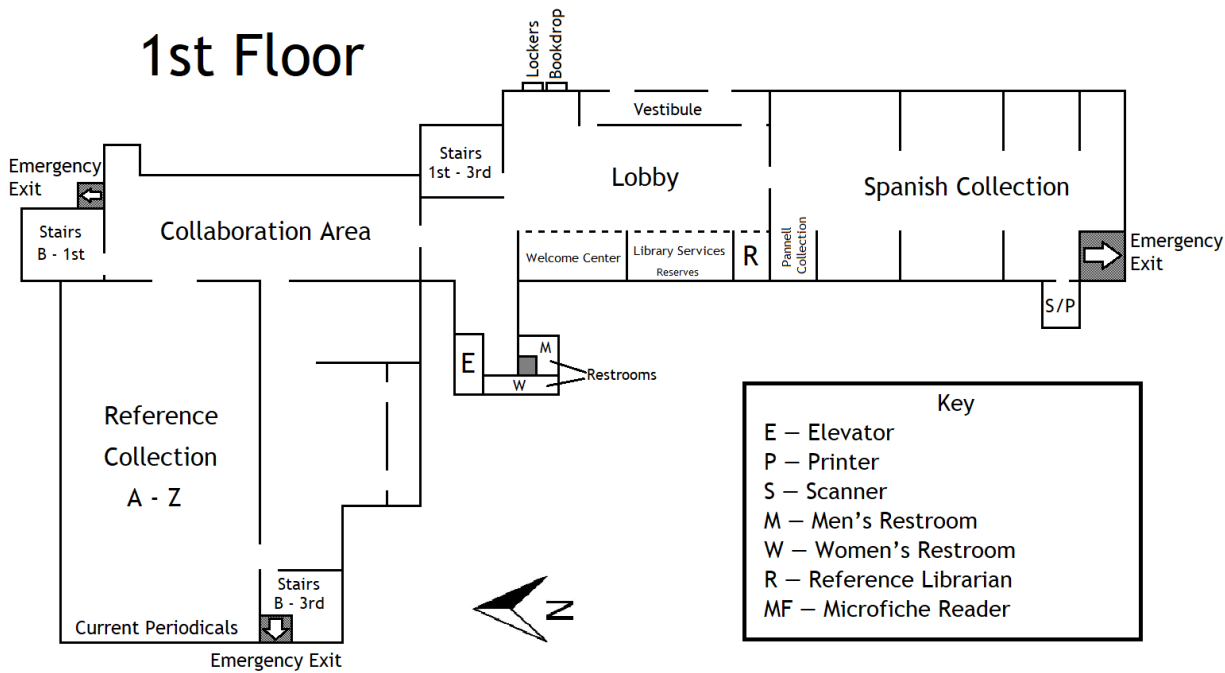 1st Floor
Lockers
Bookdrop
Vestibule
Stairs
1st - 3rd
Lobby
Spanish Collection
Emergency
Exit
Stairs
B - 1st
Collaboration Area
Welcome Center
Library Services
Reserves
R
Pannell
Collection
Emergency
Exit
S/P
E
M
W
Restrooms
Reference
Collection
A - Z
Stairs
B - 3rd
Current Periodicals
Emergency Exit
N
Key
E – Elevator
P – Printer
S – Scanner
M – Men's Restroom
W – Women's Restroom
R – Reference Librarian
MF – Microfiche Reader